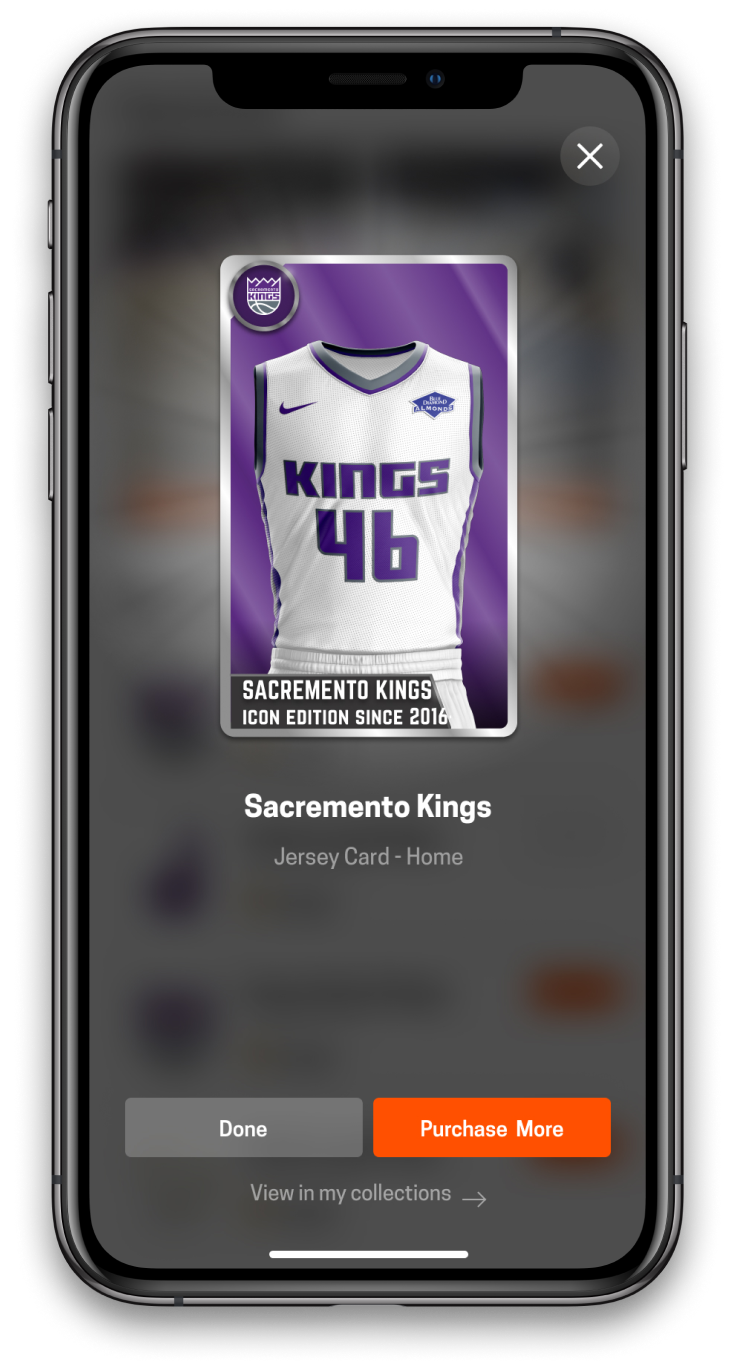 SACRAMENTO
KINGS
BLUE
DIAMOND
ALMONDS
KINGS
46
SACREMENTO KINGS
ICON EDITION SINCE 2016
Sacremento Kings
Jersey Card - Home
Done
Purchase More
View in my collections →